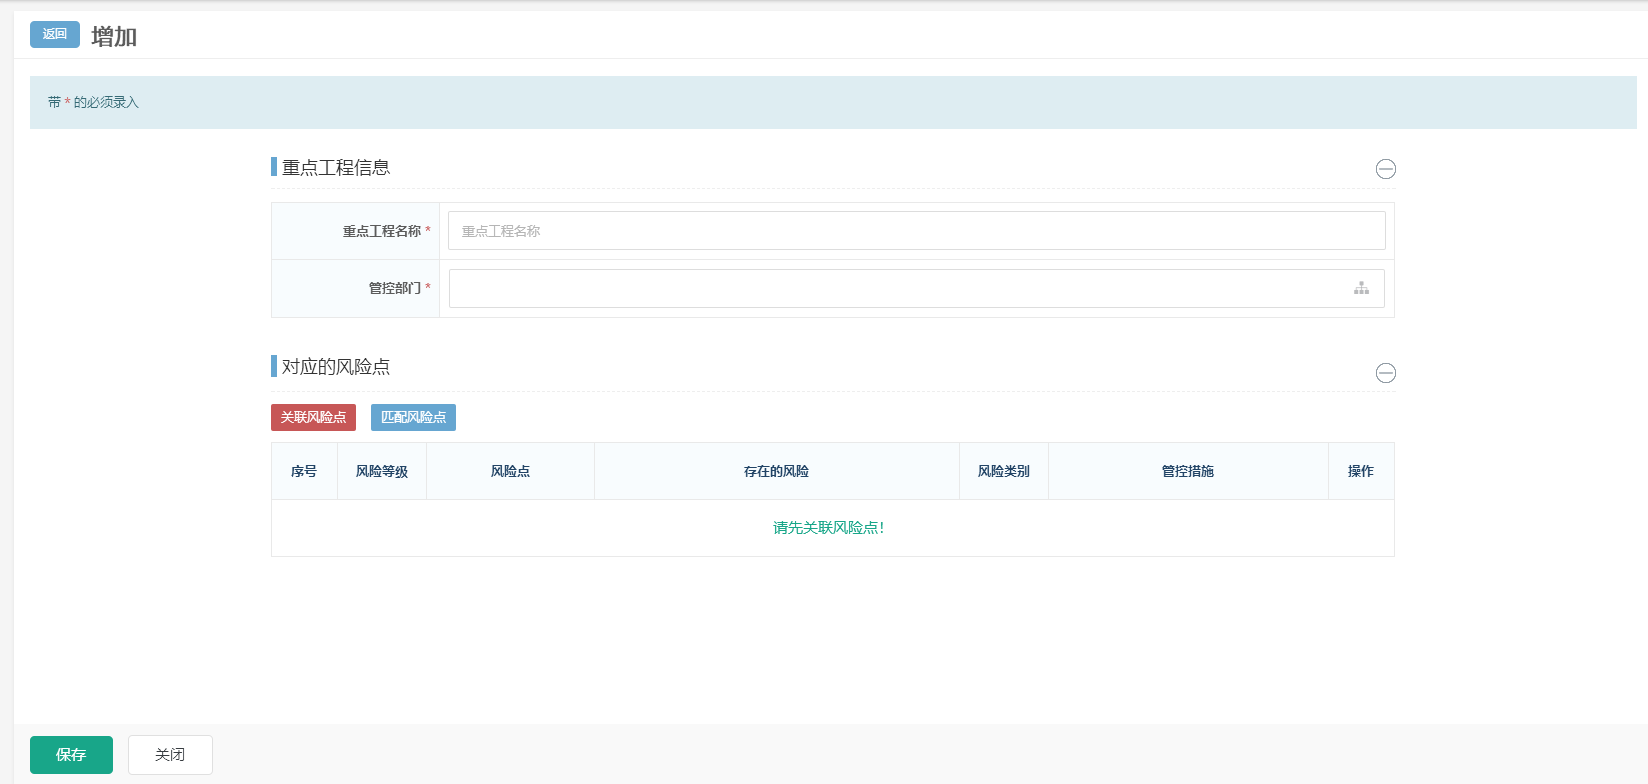 返回 增加
带 * 的必须录入
重点工程信息
重点工程名称 * 重点工程名称
管控部门 *
对应的风险点
关联风险点 匹配风险点
序号 风险等级 风险点 存在的风险 风险类别 管控措施 操作
请先关联风险点！
保存 关闭